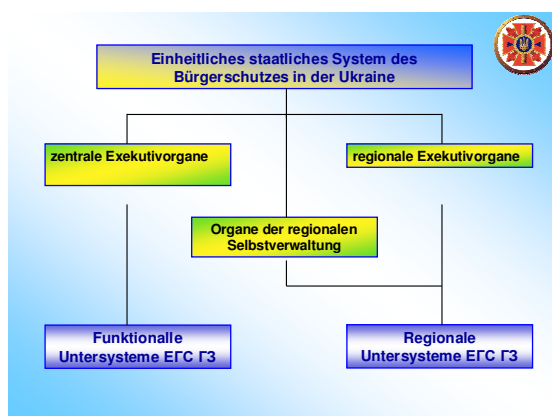 Einheitliches staatliches System des
Bürgerschutzes in der Ukraine
zentrale Exekutivorgane
regionale Exekutivorgane
Organe der regionalen
Selbstverwaltung
Funktionalle
Untersysteme ЕГС ГЗ
Regionale
Untersysteme ЕГС ГЗ